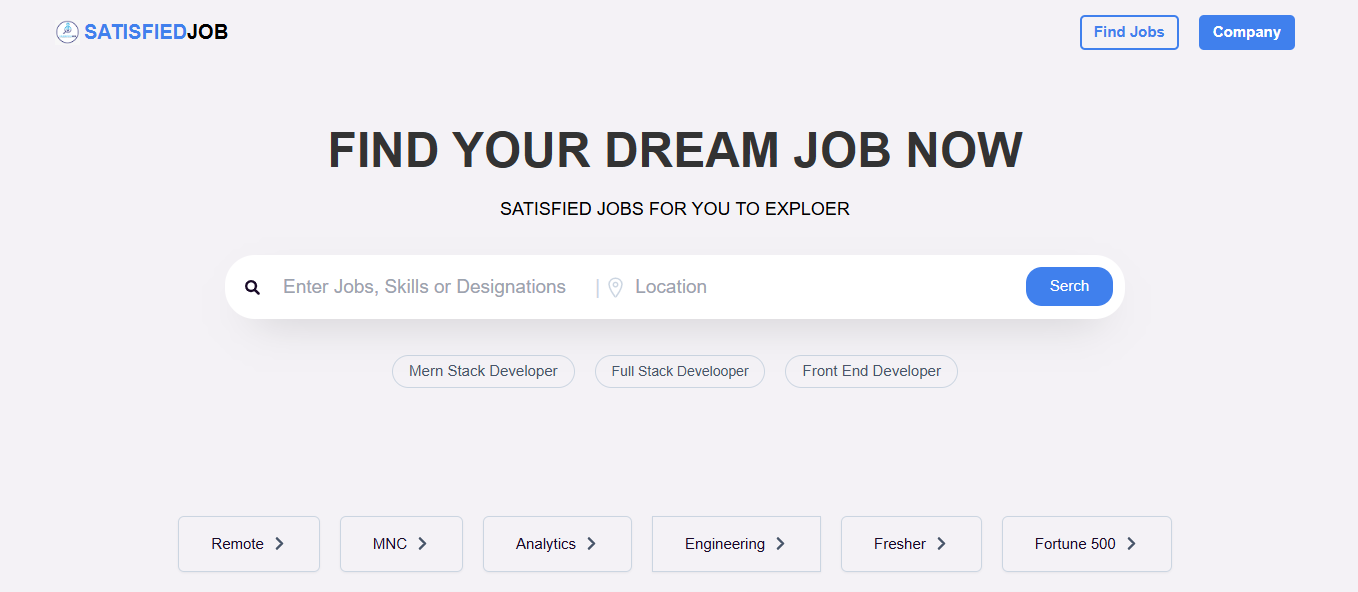 SATISFIEDJOB
Find Jobs
Company
FIND YOUR DREAM JOB NOW
SATISFIED JOBS FOR YOU TO EXPLOER
Enter Jobs, Skills or Designations | Location
Serch
Mern Stack Developer
Full Stack Develooper
Front End Developer
Remote
MNC
Analytics
Engineering
Fresher
Fortune 500